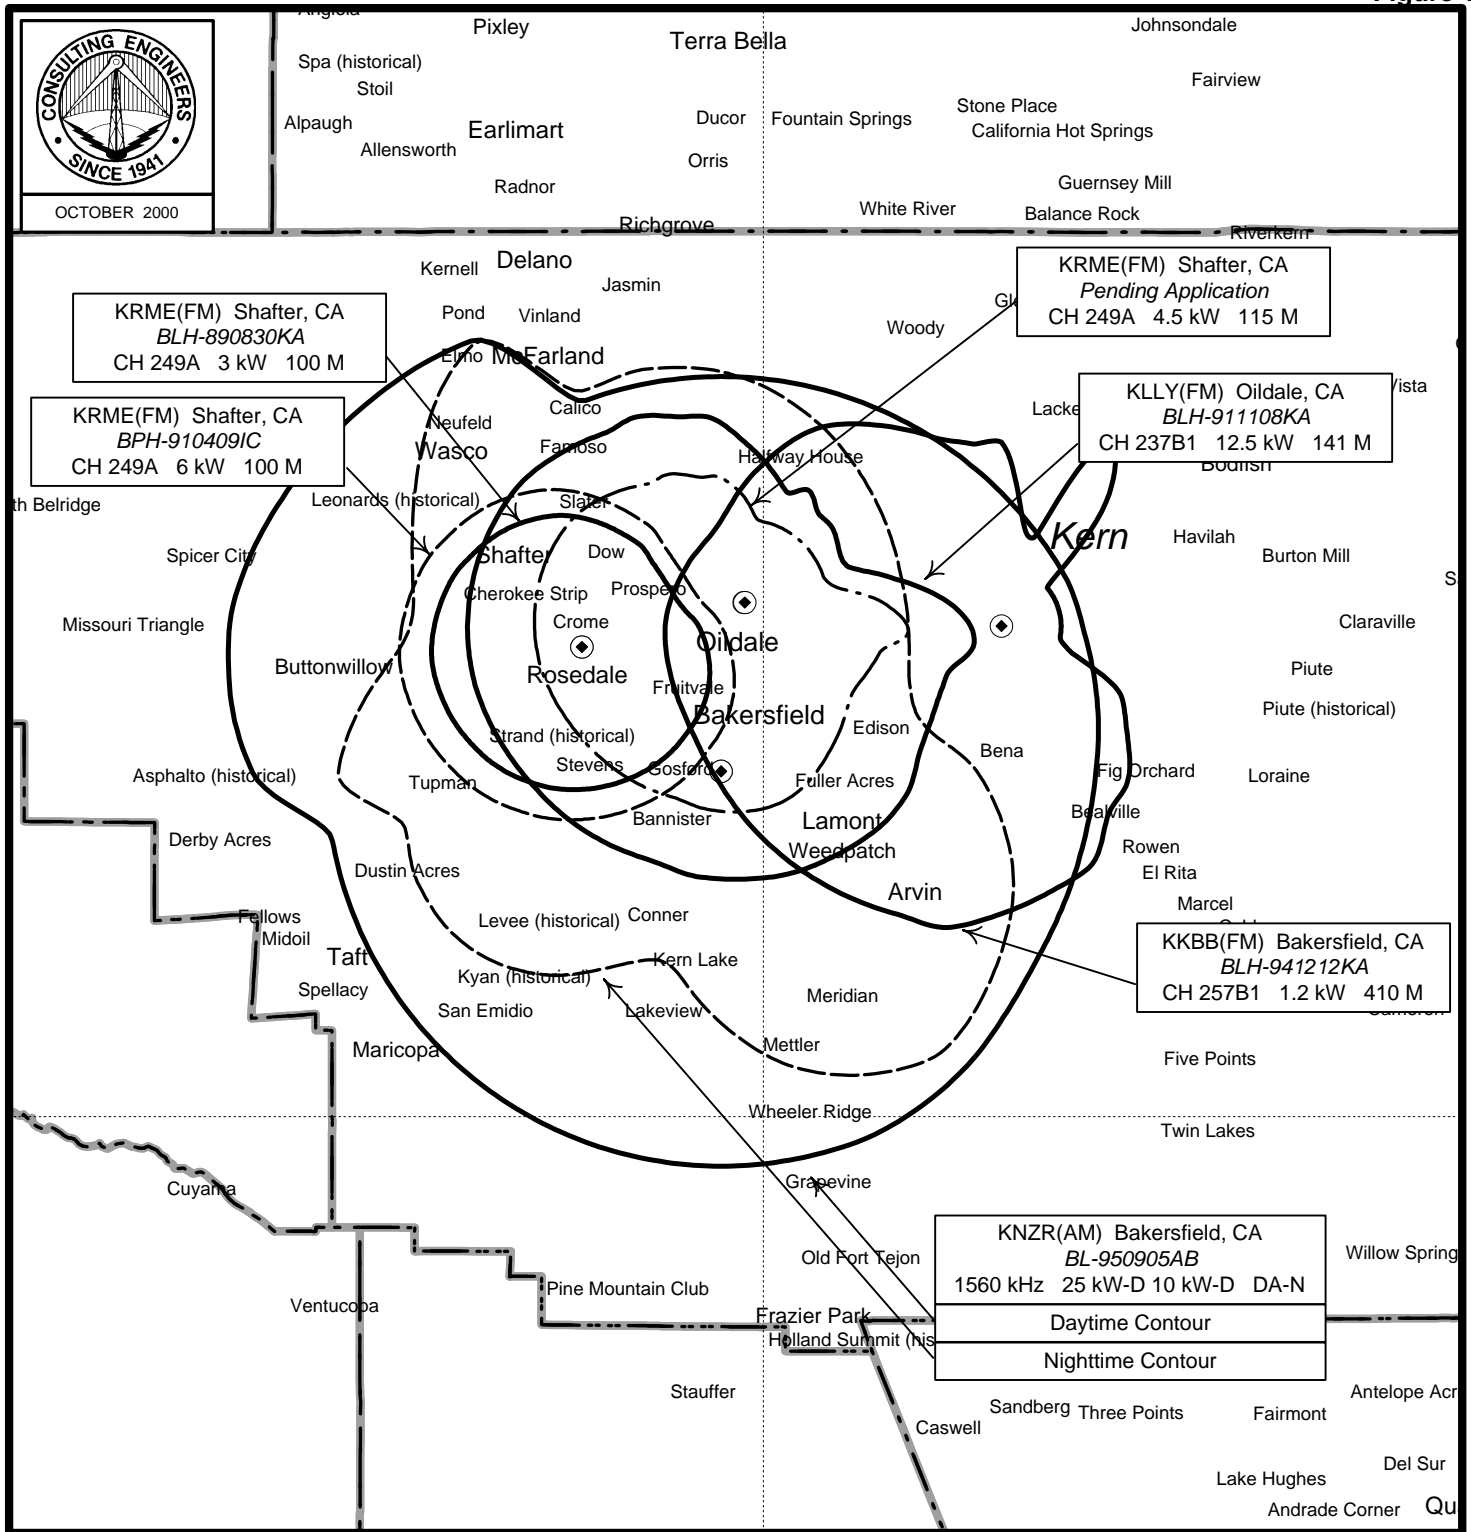 Figure
Angiola
Pixley
Terra Bella
Johnsondale
CONSULTING ENGINEERS
SINCE 1941
OCTOBER 2000
Spa (historical)
Stoil
Fairview
Alpaugh
Earlimart
Ducor
Fountain Springs
Stone Place
California Hot Springs
Allensworth
Orris
Radnor
Guernsey Mill
White River
Balance Rock
Richgrove
Riverkern
Kernell
Delano
Jasmin
KRME(FM) Shafter, CA
Pending Application
CH 249A 4.5 kW 115 M
KRME(FM) Shafter, CA
BLH-890830KA
CH 249A 3 kW 100 M
Pond
Vinland
Woody
Elmo
McFarland
KLLY(FM) Oildale, CA
BLH-911108KA
CH 237B1 12.5 kW 141 M
KRME(FM) Shafter, CA
BPH-910409IC
CH 249A 6 kW 100 M
Calico
Neufeld
Wasco
Famoso
Halfway House
Bodfish
Leonards (historical)
Slater
Kern
Havilah
Spicer City
Shafter
Dow
Burton Mill
Cherokee Strip
Prospero
Missouri Triangle
Crome
Claraville
Oildale
Buttonwillow
Rosedale
Piute
Fruitvale
Bakersfield
Piute (historical)
Strand (historical)
Edison
Bena
Asphalto (historical)
Tupman
Stevens
Gosford
Fuller Acres
Fig Orchard
Loraine
Bannister
Lamont
Bealville
Derby Acres
Weedpatch
Rowen
Dustin Acres
El Rita
Arvin
Marcel
Fellows
Levee (historical)
Conner
Midoil
Taft
Kern Lake
KKBB(FM) Bakersfield, CA
BLH-941212KA
CH 257B1 1.2 kW 410 M
Kyan (historical)
Spellacy
San Emidio
Lakeview
Meridian
Cameron
Maricopa
Mettler
Five Points
Wheeler Ridge
Twin Lakes
Cuyama
Grapevine
KNZR(AM) Bakersfield, CA
BL-950905AB
1560 kHz 25 kW-D 10 kW-D DA-N
Daytime Contour
Nighttime Contour
Old Fort Tejon
Willow Spring
Pine Mountain Club
Ventucopa
Frazier Park
Holland Summit (his
Stauffer
Antelope Acr
Sandberg
Three Points
Fairmont
Caswell
Del Sur
Lake Hughes
Andrade Corner